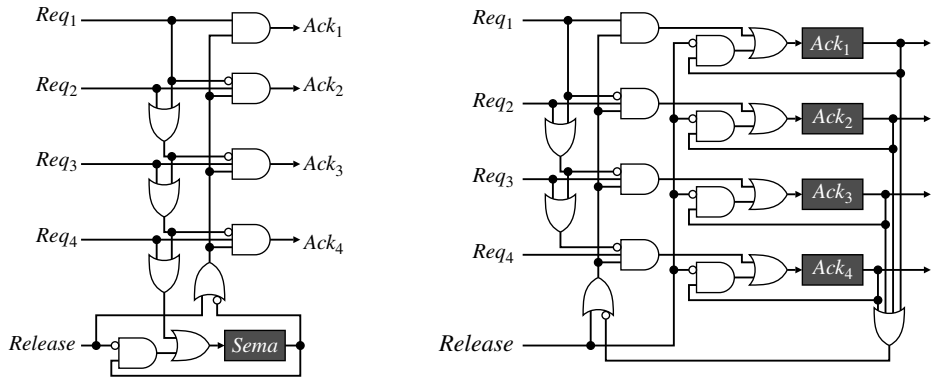 Req1
Ack1
Req2
Ack2
Req3
Ack3
Req4
Ack4
Release
Sema
Req1
Ack1
Req2
Ack2
Req3
Ack3
Req4
Ack4
Release